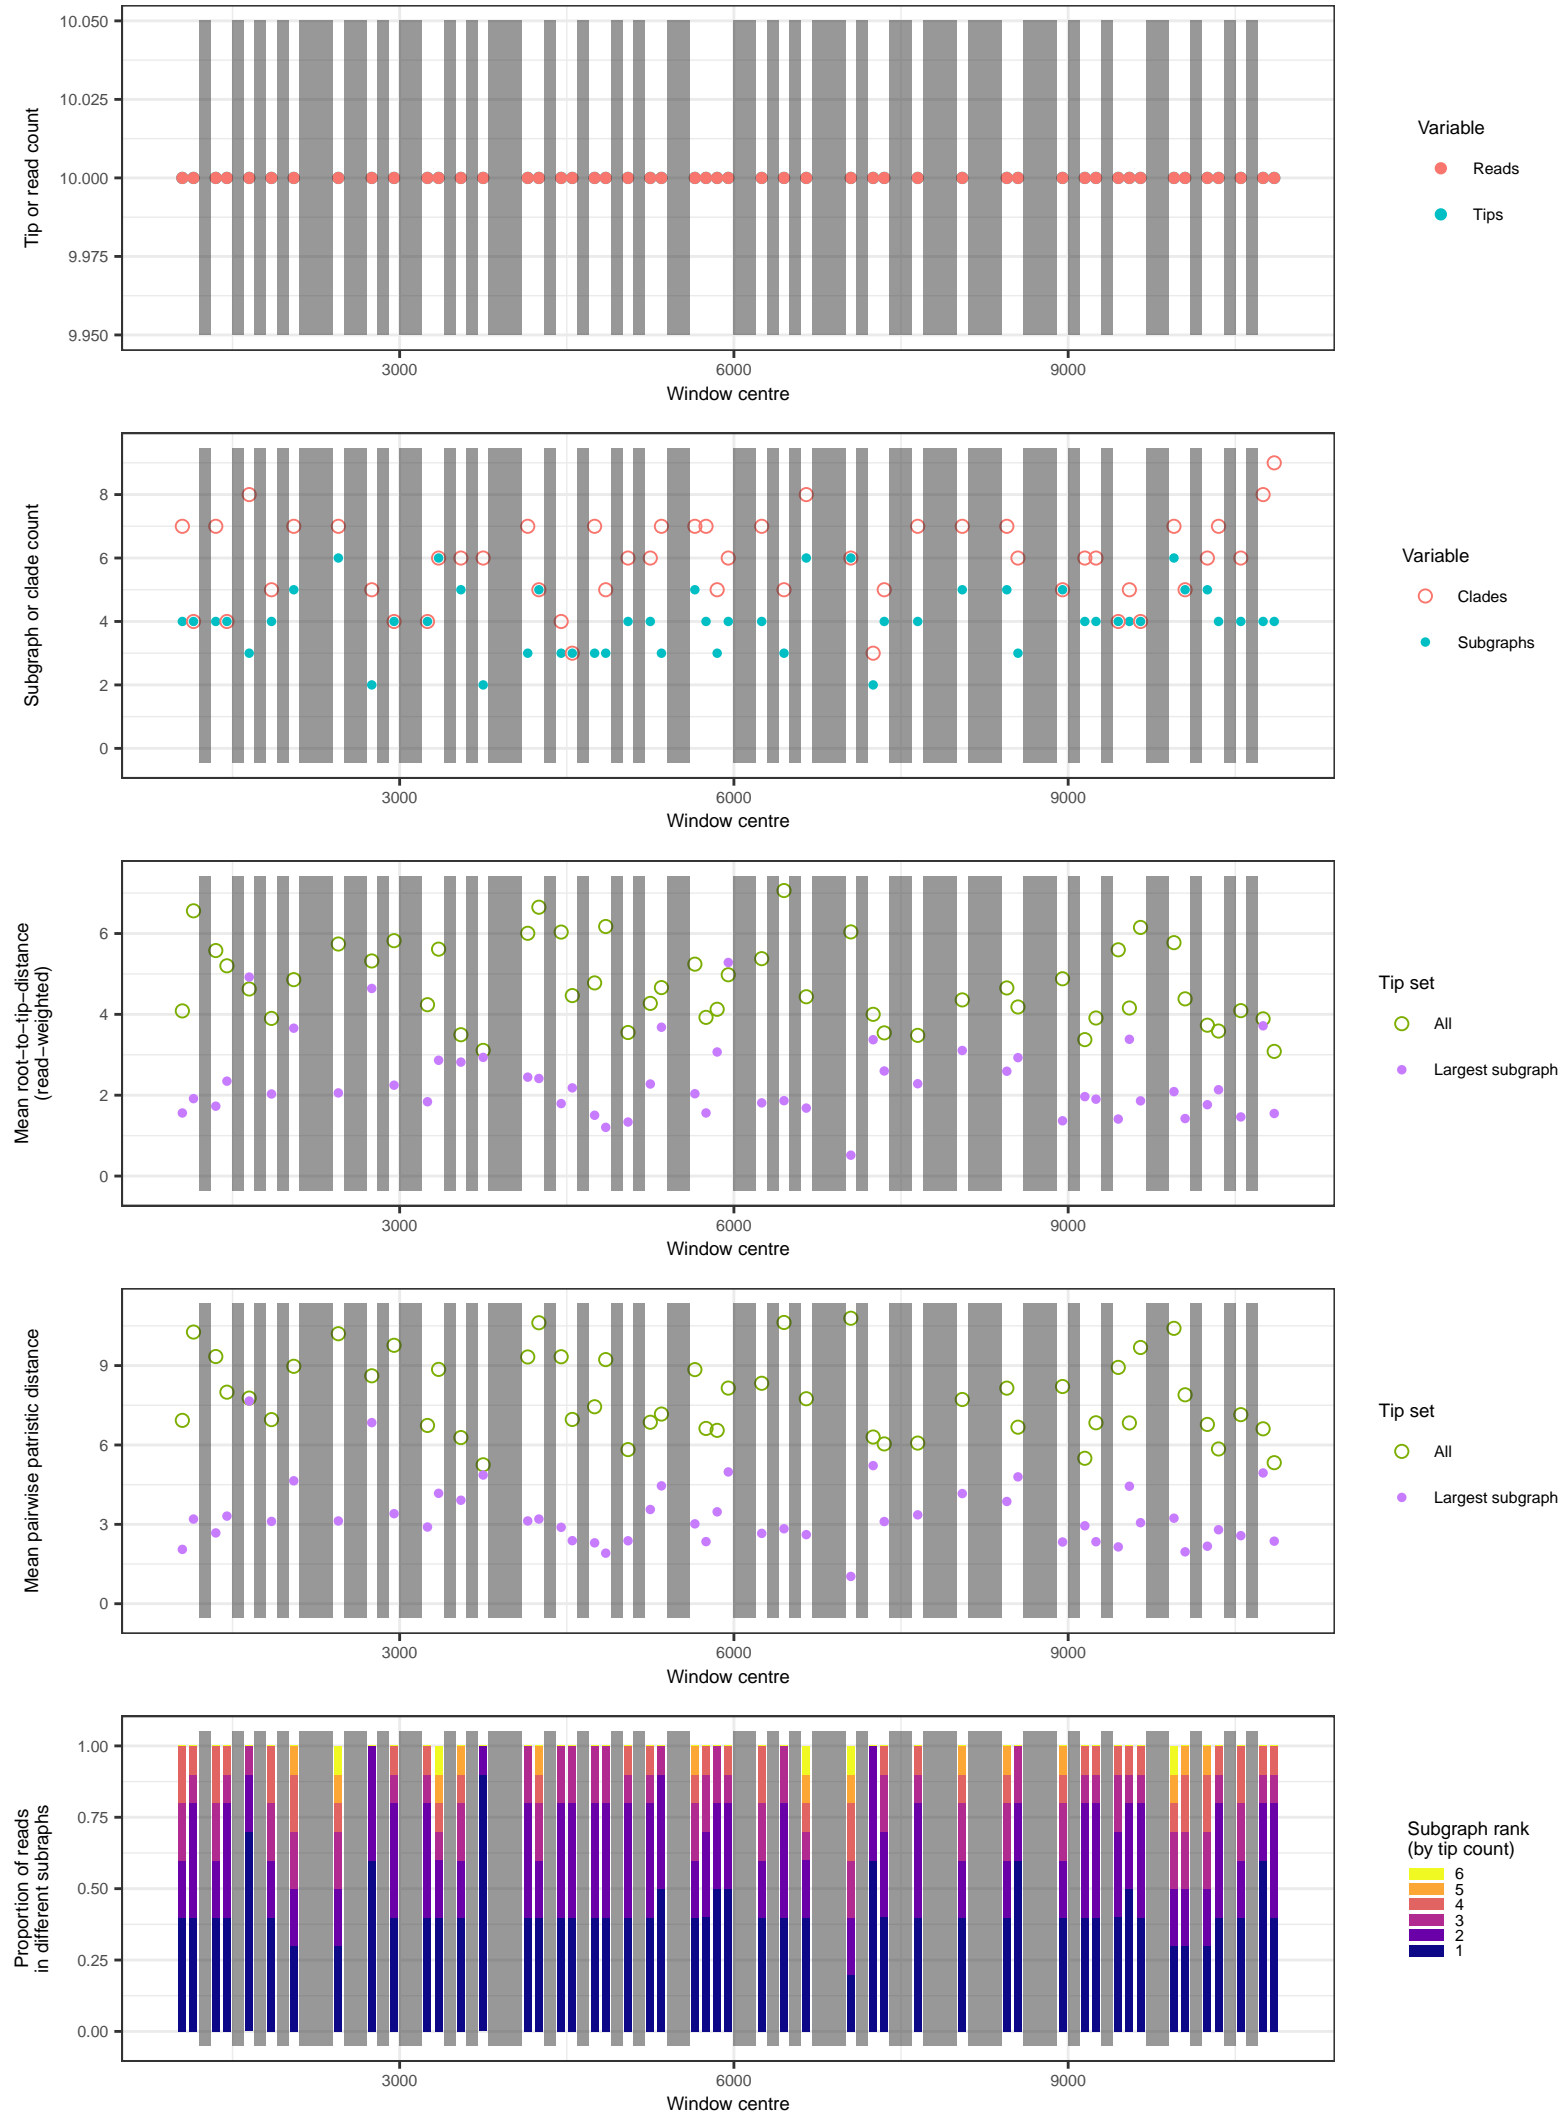 10.050
10.025
10.000
9.975
9.950
Tip or read count
3000 6000 9000
Window centre
Variable
Reads
Tips
8
6
4
2
0
Subgraph or clade count
3000 6000 9000
Window centre
Variable
Clades
Subgraphs
6
4
2
0
Mean root−to−tip−distance
(read−weighted)
3000 6000 9000
Window centre
Tip set
All
Largest subgraph
9
6
3
0
Mean pairwise patristic distance
3000 6000 9000
Window centre
Tip set
All
Largest subgraph
1.00
0.75
0.50
0.25
0.00
Proportion of reads
in different subraphs
3000 6000 9000
Window centre
Subgraph rank
(by tip count)
6
5
4
3
2
1